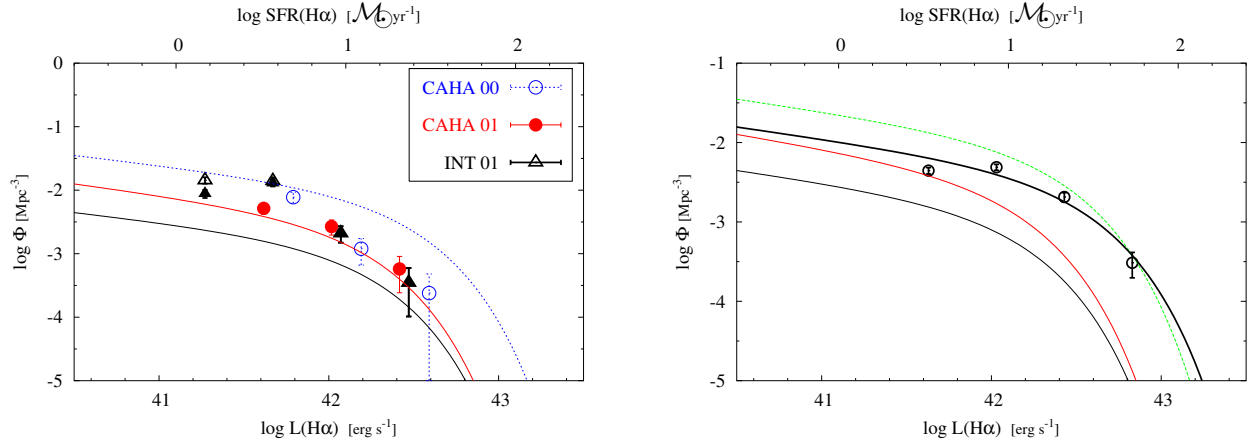 log SFR(Hα) [ℳ☉yr⁻¹]
0 1 2
0
-1
-2
-3
-4
-5
log Φ [Mpc⁻³]
CAHA 00
CAHA 01
INT 01
41 42 43
log L(Hα) [erg s⁻¹]
log SFR(Hα) [ℳ☉yr⁻¹]
0 1 2
-1
-2
-3
-4
-5
log Φ [Mpc⁻³]
41 42 43
log L(Hα) [erg s⁻¹]